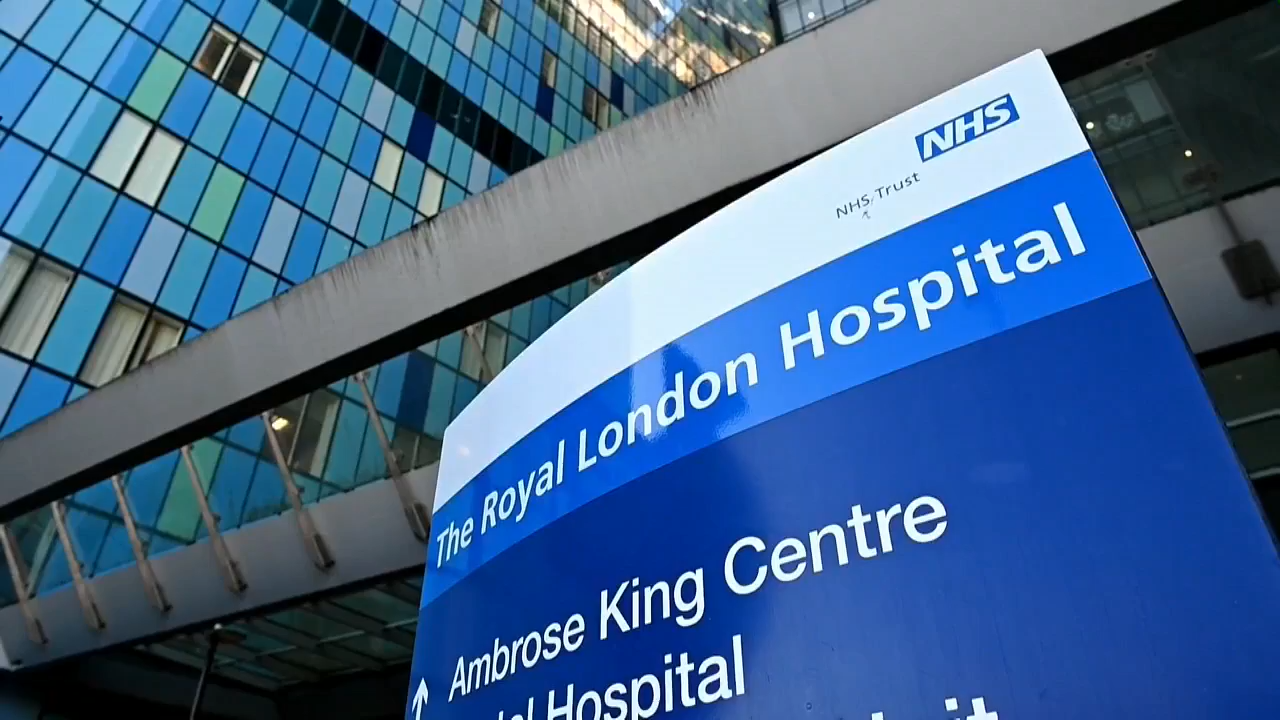 NHS
NHS Trust
The Royal London Hospital
Ambrose King Centre
Hospital